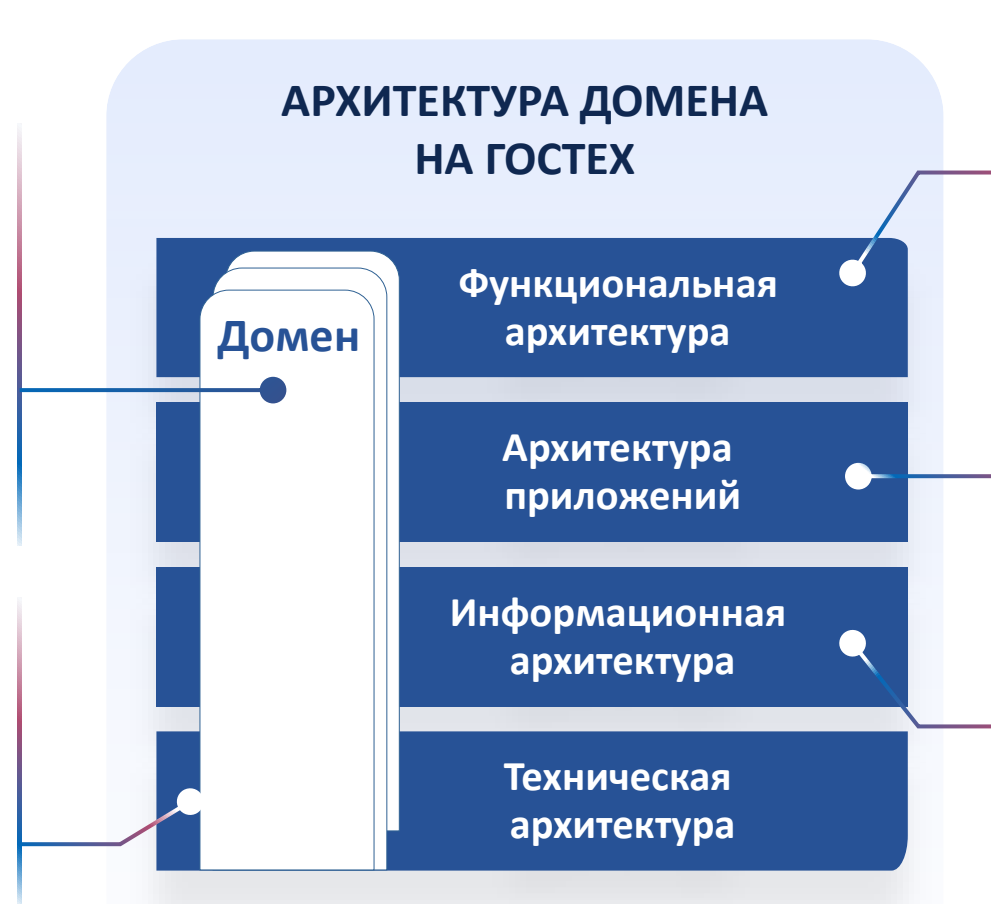 АРХИТЕКТУРА ДОМЕНА
НА ГОСТЕХ
Домен
Функциональная
архитектура
Архитектура
приложений
Информационная
архитектура
Техническая
архитектура